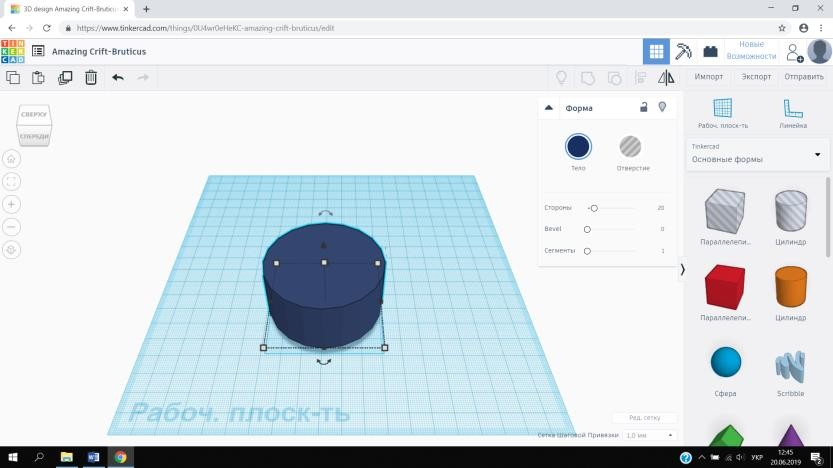 3D design Amazing Crift-Bruticus
https://www.tinkercad.com/things/0U4wr0eHeKC-amazing-crift-bruticus/edit
TIN
KER
CAD
Amazing Crift-Bruticus
Новые
Возможности
Импорт
Экспорт
Отправить
СВЕРХУ
СПЕРЕДИ
Форма
Тело
Отверстие
Стороны
20
Bevel
0
Сегменты
1
Рабоч. плоск-ть
Линейка
Tinkercad
Основные формы
Параллелепи...
Цилиндр
Параллелепи...
Цилиндр
Сфера
Scribble
Рабоч. плоск-ть
Ред. сетку
Сетка Шаговой Привязки
1,0 мм
УКР
12:45
20.06.2019
2